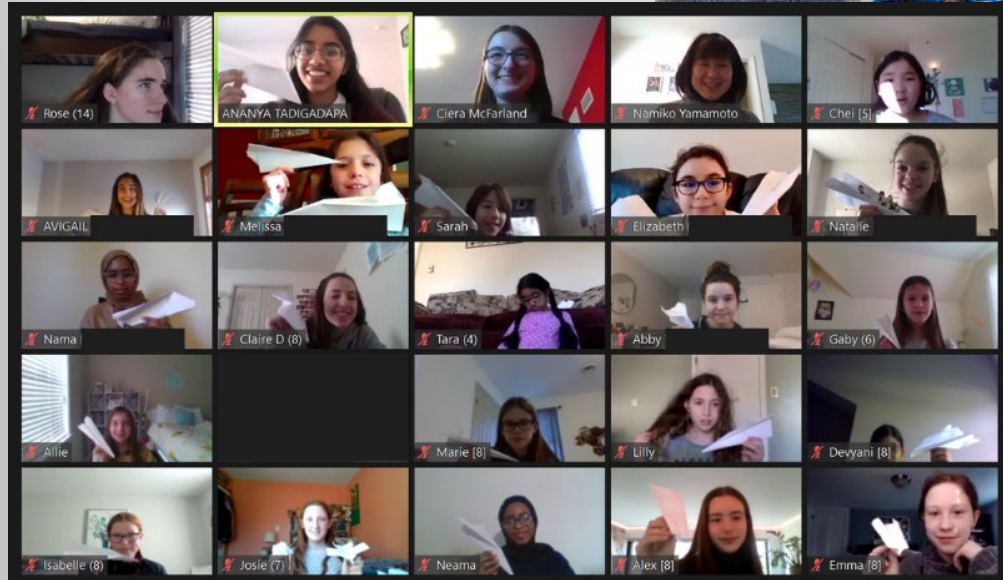 Rose (14)
ANANYA TADIGADAPA
Ciera McFarland
Namiko Yamamoto
Chei [5]
AVIGAIL
Melissa
Sarah
Elizabeth
Natalie
Nama
Claire D (8)
Tara (4)
Abby
Gaby (6)
Allie
Marie [8]
Lilly
Devyani [8]
Isabelle (8)
Josie (7)
Neama
Alex [8]
Emma [8]